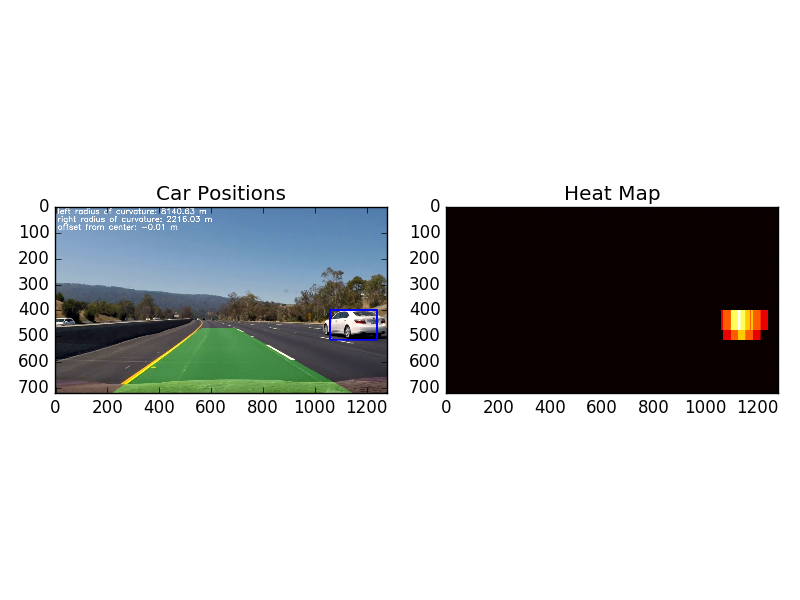 Car Positions
left radius of curvature: 8140.63 m
right radius of curvature: 2216.03 m
offset from center: -0.01 m
0
100
200
300
400
500
600
700
0 200 400 600 800 1000 1200
Heat Map
0
100
200
300
400
500
600
700
0 200 400 600 800 1000 1200